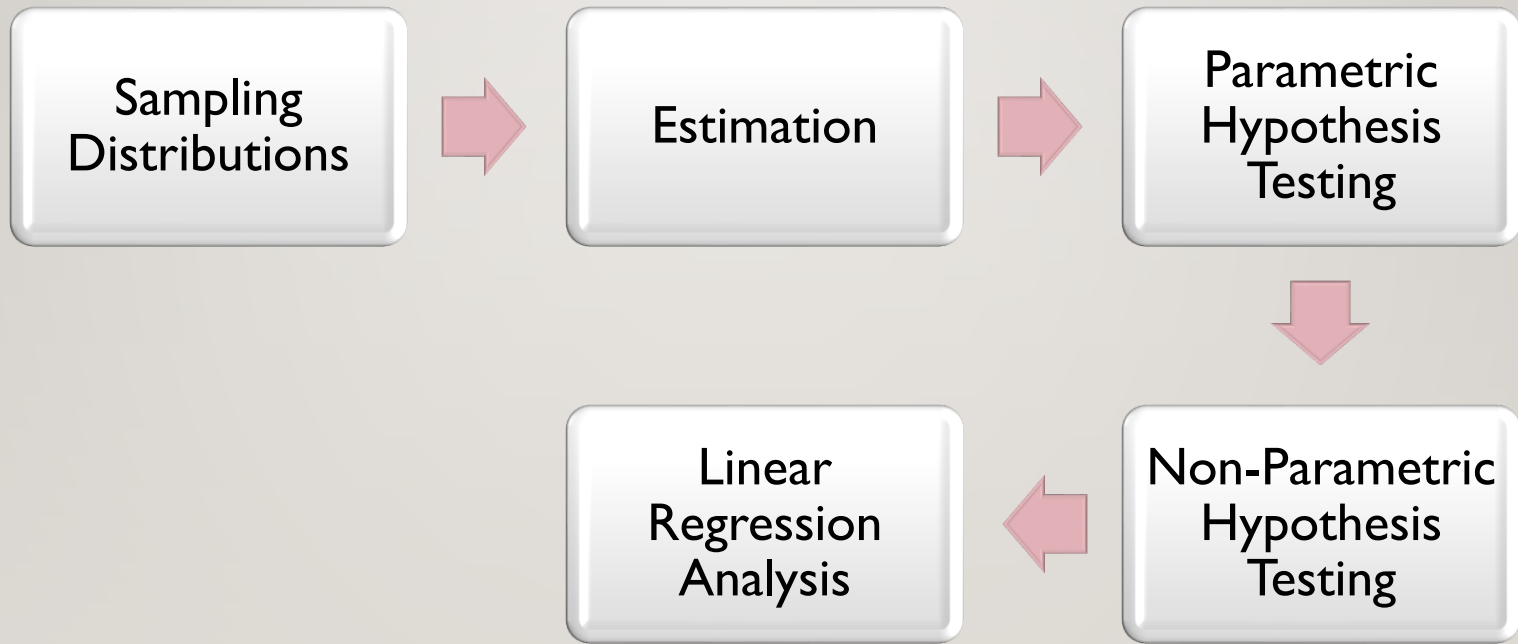 Sampling
Distributions
Estimation
Parametric
Hypothesis
Testing
Non-Parametric
Hypothesis
Testing
Linear
Regression
Analysis